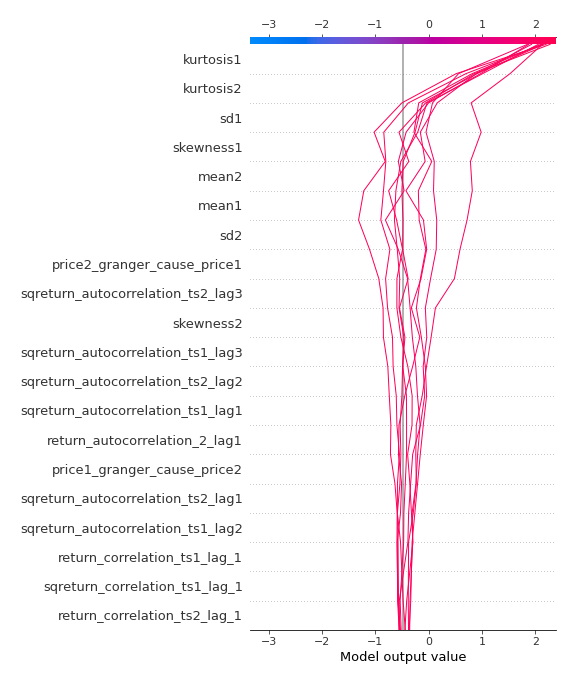 −3 −2 −1 0 1 2
kurtosis1
kurtosis2
sd1
skewness1
mean2
mean1
sd2
price2_granger_cause_price1
sqreturn_autocorrelation_ts2_lag3
skewness2
sqreturn_autocorrelation_ts1_lag3
sqreturn_autocorrelation_ts2_lag2
sqreturn_autocorrelation_ts1_lag1
return_autocorrelation_2_lag1
price1_granger_cause_price2
sqreturn_autocorrelation_ts2_lag1
sqreturn_autocorrelation_ts1_lag2
return_correlation_ts1_lag_1
sqreturn_correlation_ts1_lag_1
return_correlation_ts2_lag_1
−3 −2 −1 0 1 2
Model output value